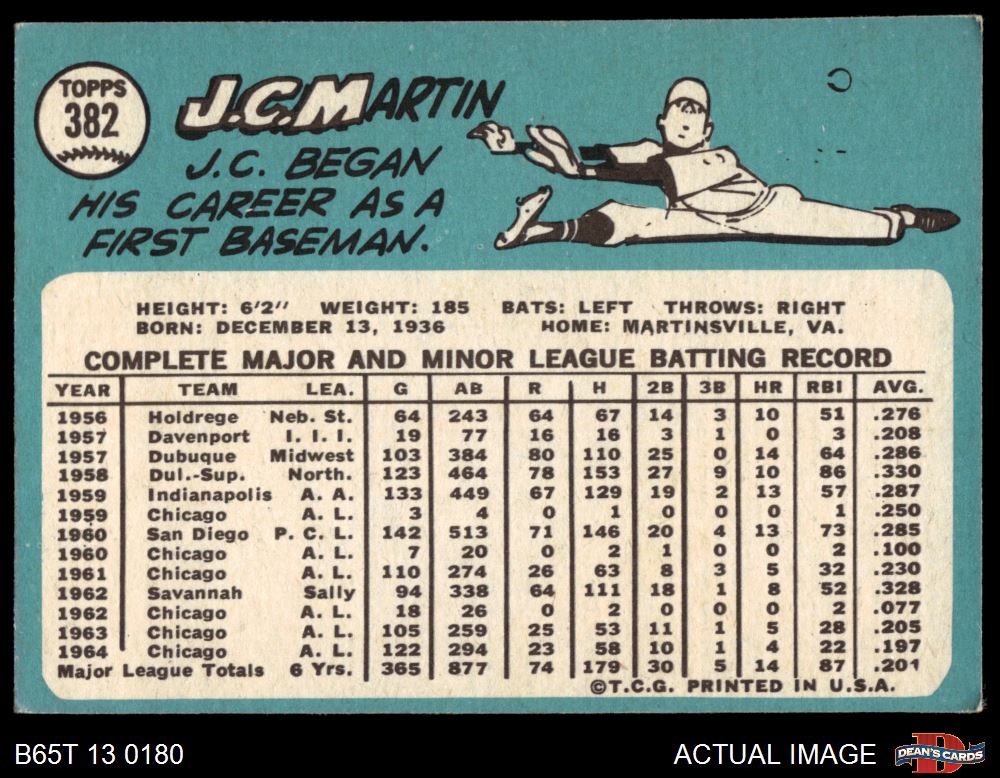 TOPPS
382
J.C. MARTIN
J.C. BEGAN
HIS CAREER AS A
FIRST BASEMAN.
HEIGHT: 6'2" WEIGHT: 185 BATS: LEFT THROWS: RIGHT
BORN: DECEMBER 13, 1936 HOME: MARTINSVILLE, VA.
COMPLETE MAJOR AND MINOR LEAGUE BATTING RECORD
YEAR TEAM LEA. G AB R H 2B 3B HR RBI AVG.
1956 Holdrege Neb. St. 64 243 64 67 14 3 10 51 .276
1957 Davenport I. I. I. 19 77 16 16 3 1 0 3 .208
1957 Dubuque Midwest 103 384 80 110 25 0 14 64 .286
1958 Dul.-Sup. North. 123 464 78 153 27 9 10 86 .330
1959 Indianapolis A. A. 133 449 67 129 19 2 13 57 .287
1959 Chicago A. L. 3 4 0 1 0 0 0 1 .250
1960 San Diego P. C. L. 142 513 71 146 20 4 13 73 .285
1960 Chicago A. L. 7 20 0 2 1 0 0 2 .100
1961 Chicago A. L. 110 274 26 63 8 3 5 32 .230
1962 Savannah Sally 94 338 64 111 18 1 8 52 .328
1962 Chicago A. L. 18 26 0 2 0 0 0 2 .077
1963 Chicago A. L. 105 259 25 53 11 1 5 28 .205
1964 Chicago A. L. 122 294 23 58 10 1 4 22 .197
Major League Totals 6 Yrs. 365 877 74 179 30 5 14 87 .201
©T.C.G. PRINTED IN U.S.A.
B65T 13 0180
ACTUAL IMAGE
DEAN'S CARDS